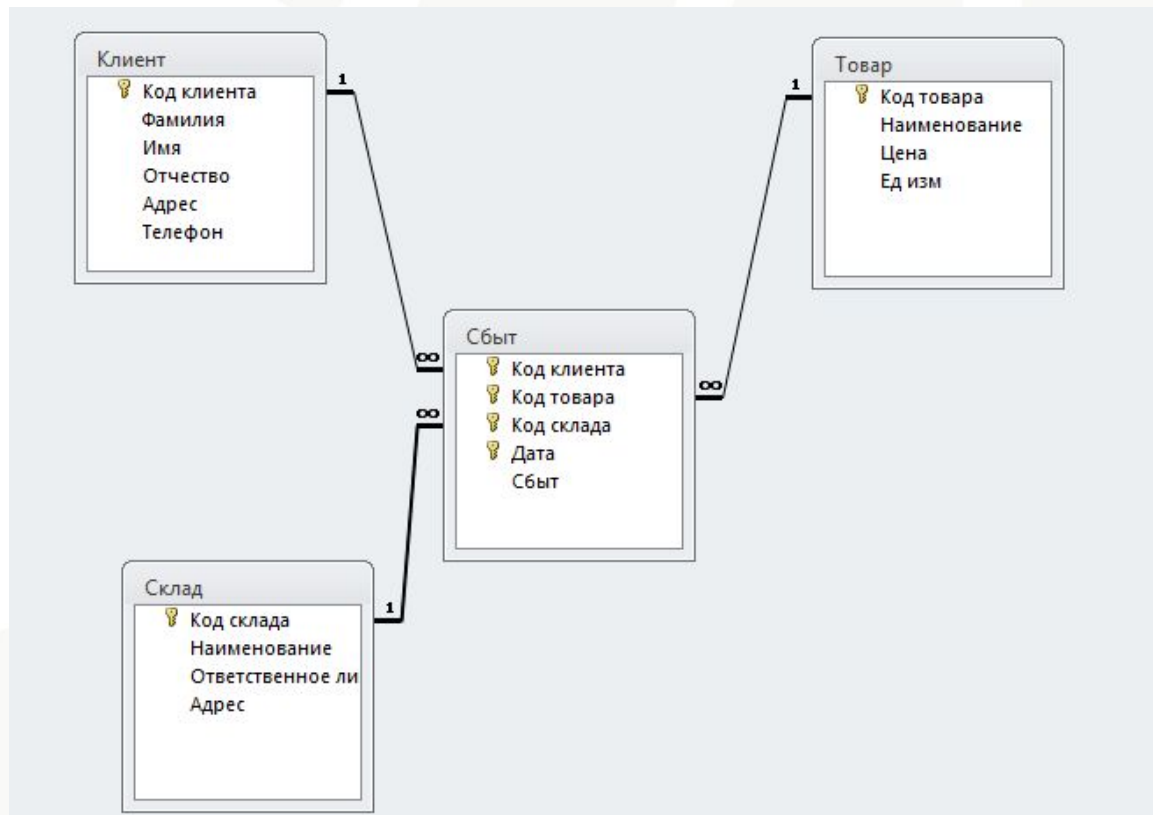 Клиент
Код клиента
Фамилия
Имя
Отчество
Адрес
Телефон
1
∞
Товар
Код товара
Наименование
Цена
Ед изм
1
∞
Сбыт
Код клиента
Код товара
Код склада
Дата
Сбыт
∞
Склад
Код склада
Наименование
Ответственное ли
Адрес
1